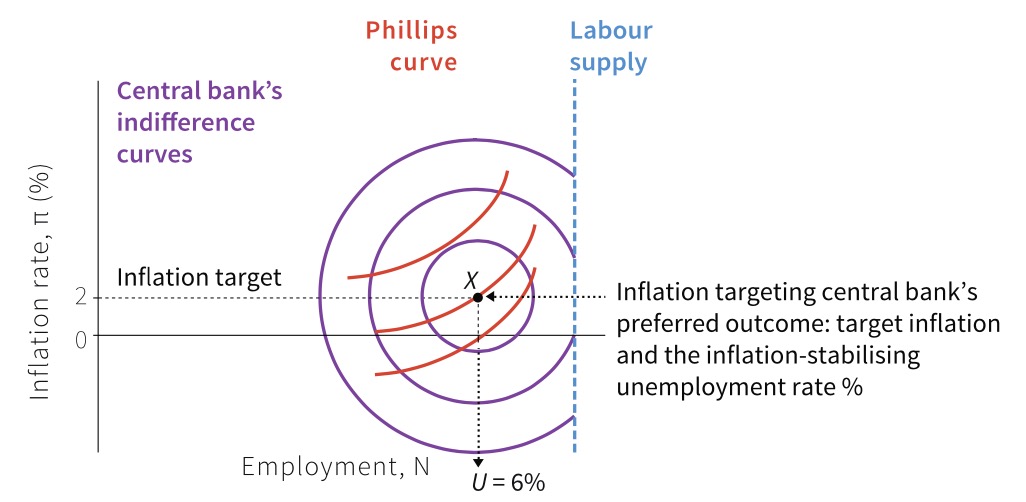 Phillips
curve
Labour
supply
Central bank’s
indifference
curves
Inflation rate, π (%)
Inflation target
X
2
0
Inflation targeting central bank’s
preferred outcome: target inflation
and the inflation-stabilising
unemployment rate %
Employment, N
U = 6%